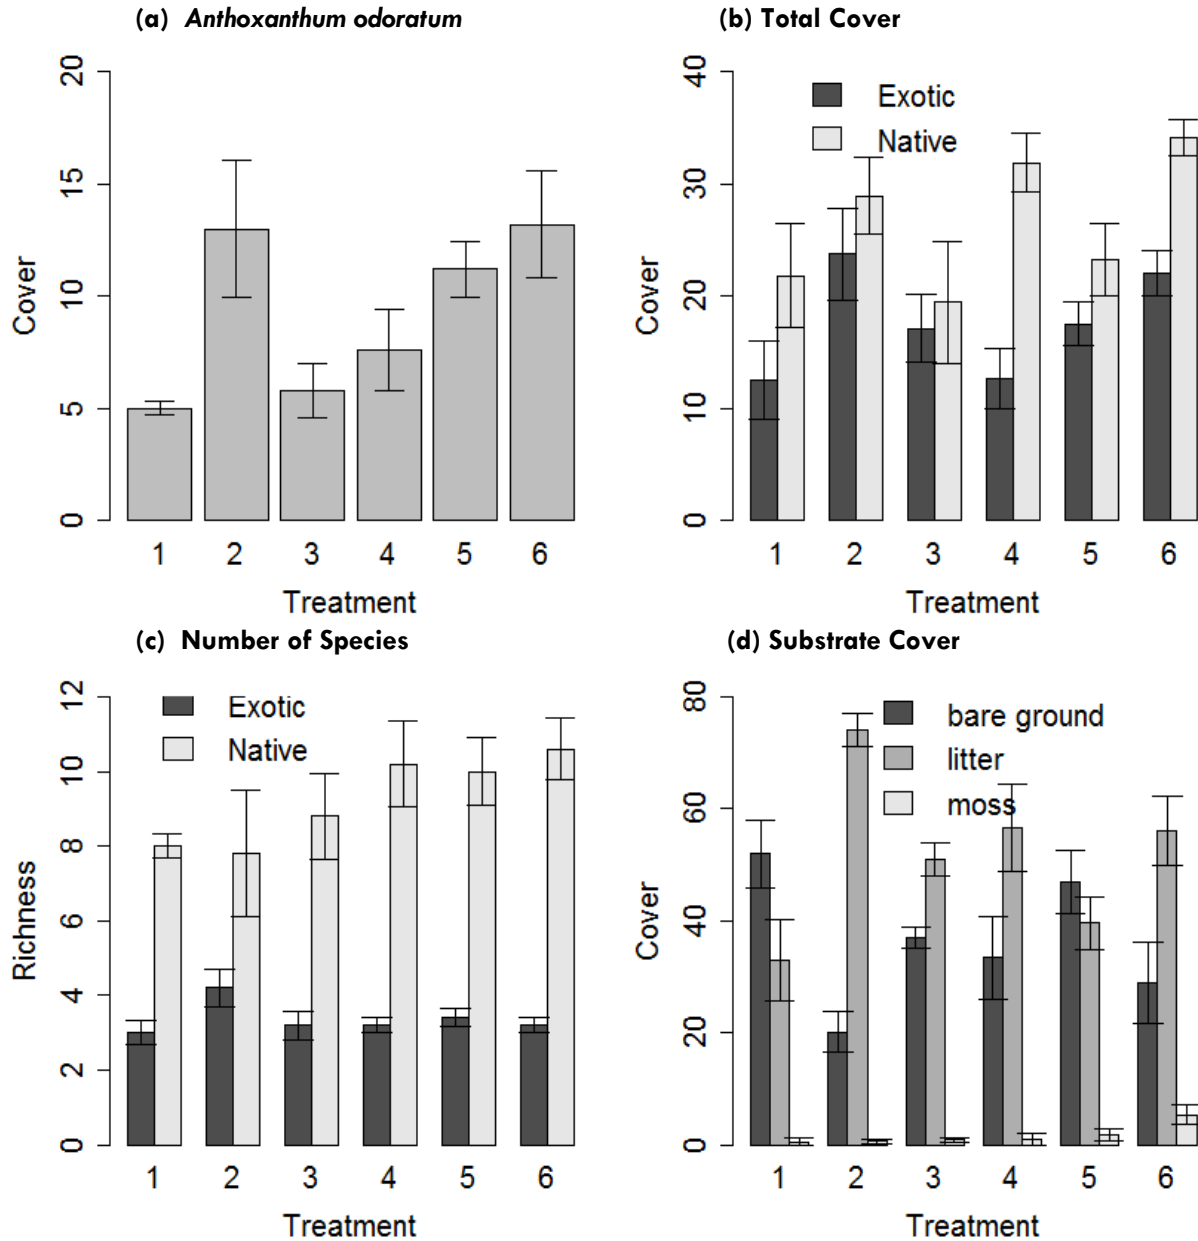 (a) Anthoxanthum odoratum
20
15
10
5
0
Cover
1 2 3 4 5 6
Treatment
(b) Total Cover
40
30
20
10
0
Cover
Exotic
Native
1 2 3 4 5 6
Treatment
(c) Number of Species
12
10
8
6
4
2
0
Richness
Exotic
Native
1 2 3 4 5 6
Treatment
(d) Substrate Cover
80
60
40
20
0
Cover
bare ground
litter
moss
1 2 3 4 5 6
Treatment